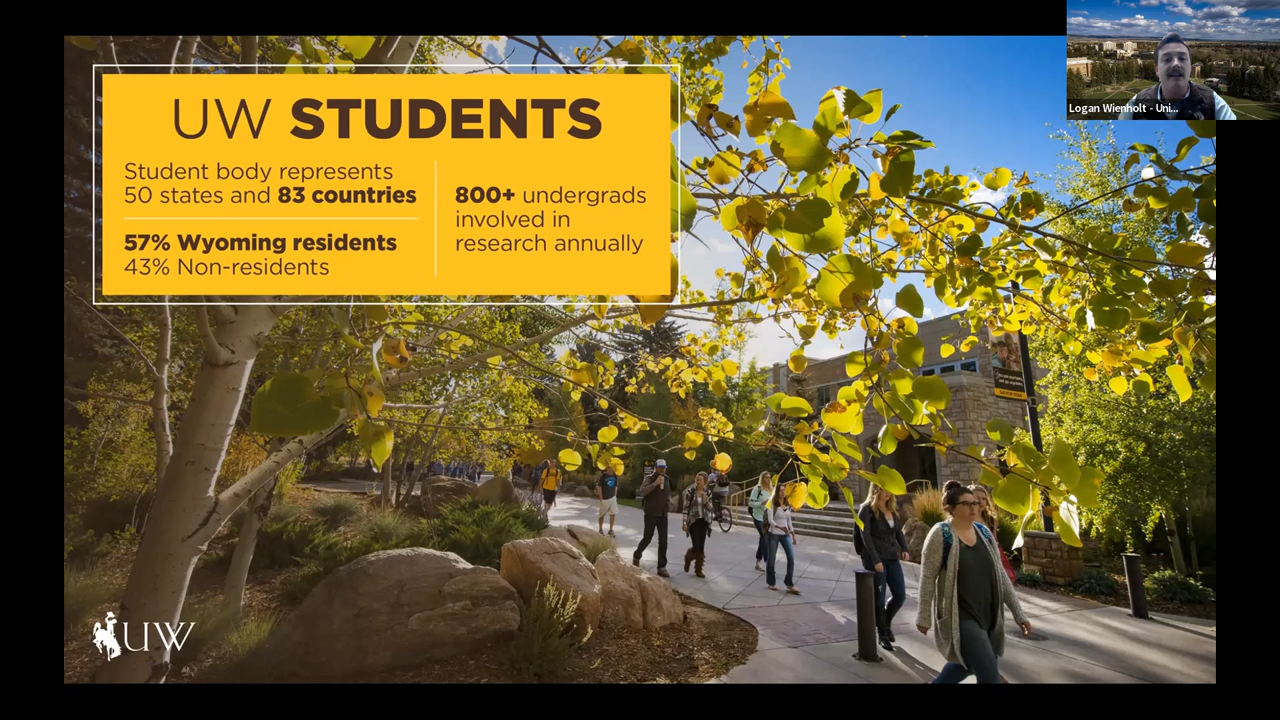 UW STUDENTS
Student body represents
50 states and 83 countries
57% Wyoming residents
43% Non-residents
800+ undergrads
involved in
research annually
Logan Wienholt - Uni...
UW